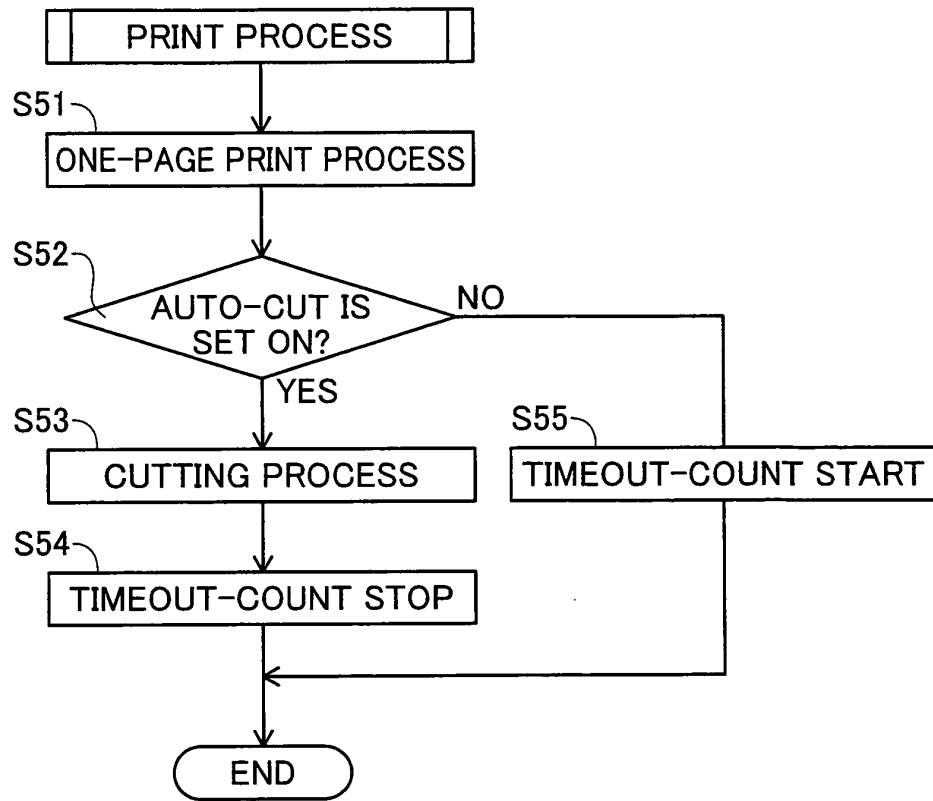 PRINT PROCESS
S51
ONE-PAGE PRINT PROCESS
S52
AUTO-CUT IS
SET ON?
NO
YES
S53
CUTTING PROCESS
S55
TIMEOUT-COUNT START
S54
TIMEOUT-COUNT STOP
END